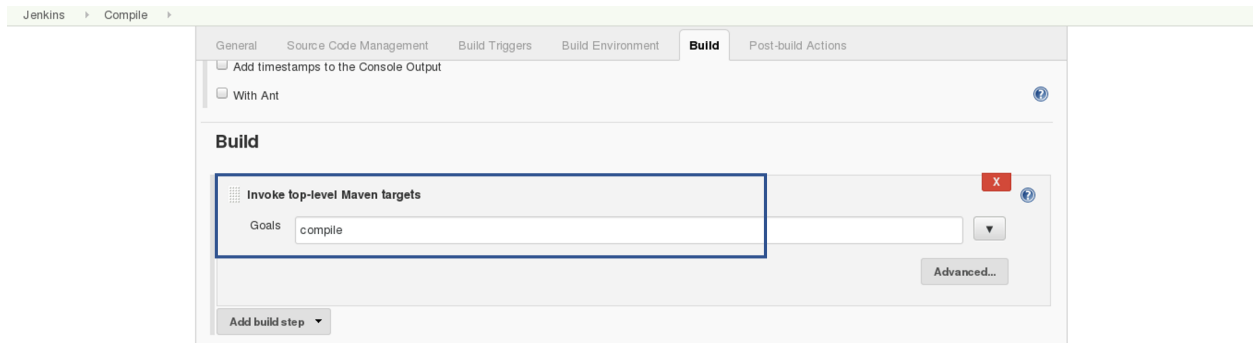 Jenkins Compile
General Source Code Management Build Triggers Build Environment Build Post-build Actions
Add timestamps to the Console Output
With Ant
Build
X
Invoke top-level Maven targets
Goals compile
Advanced...
Add build step